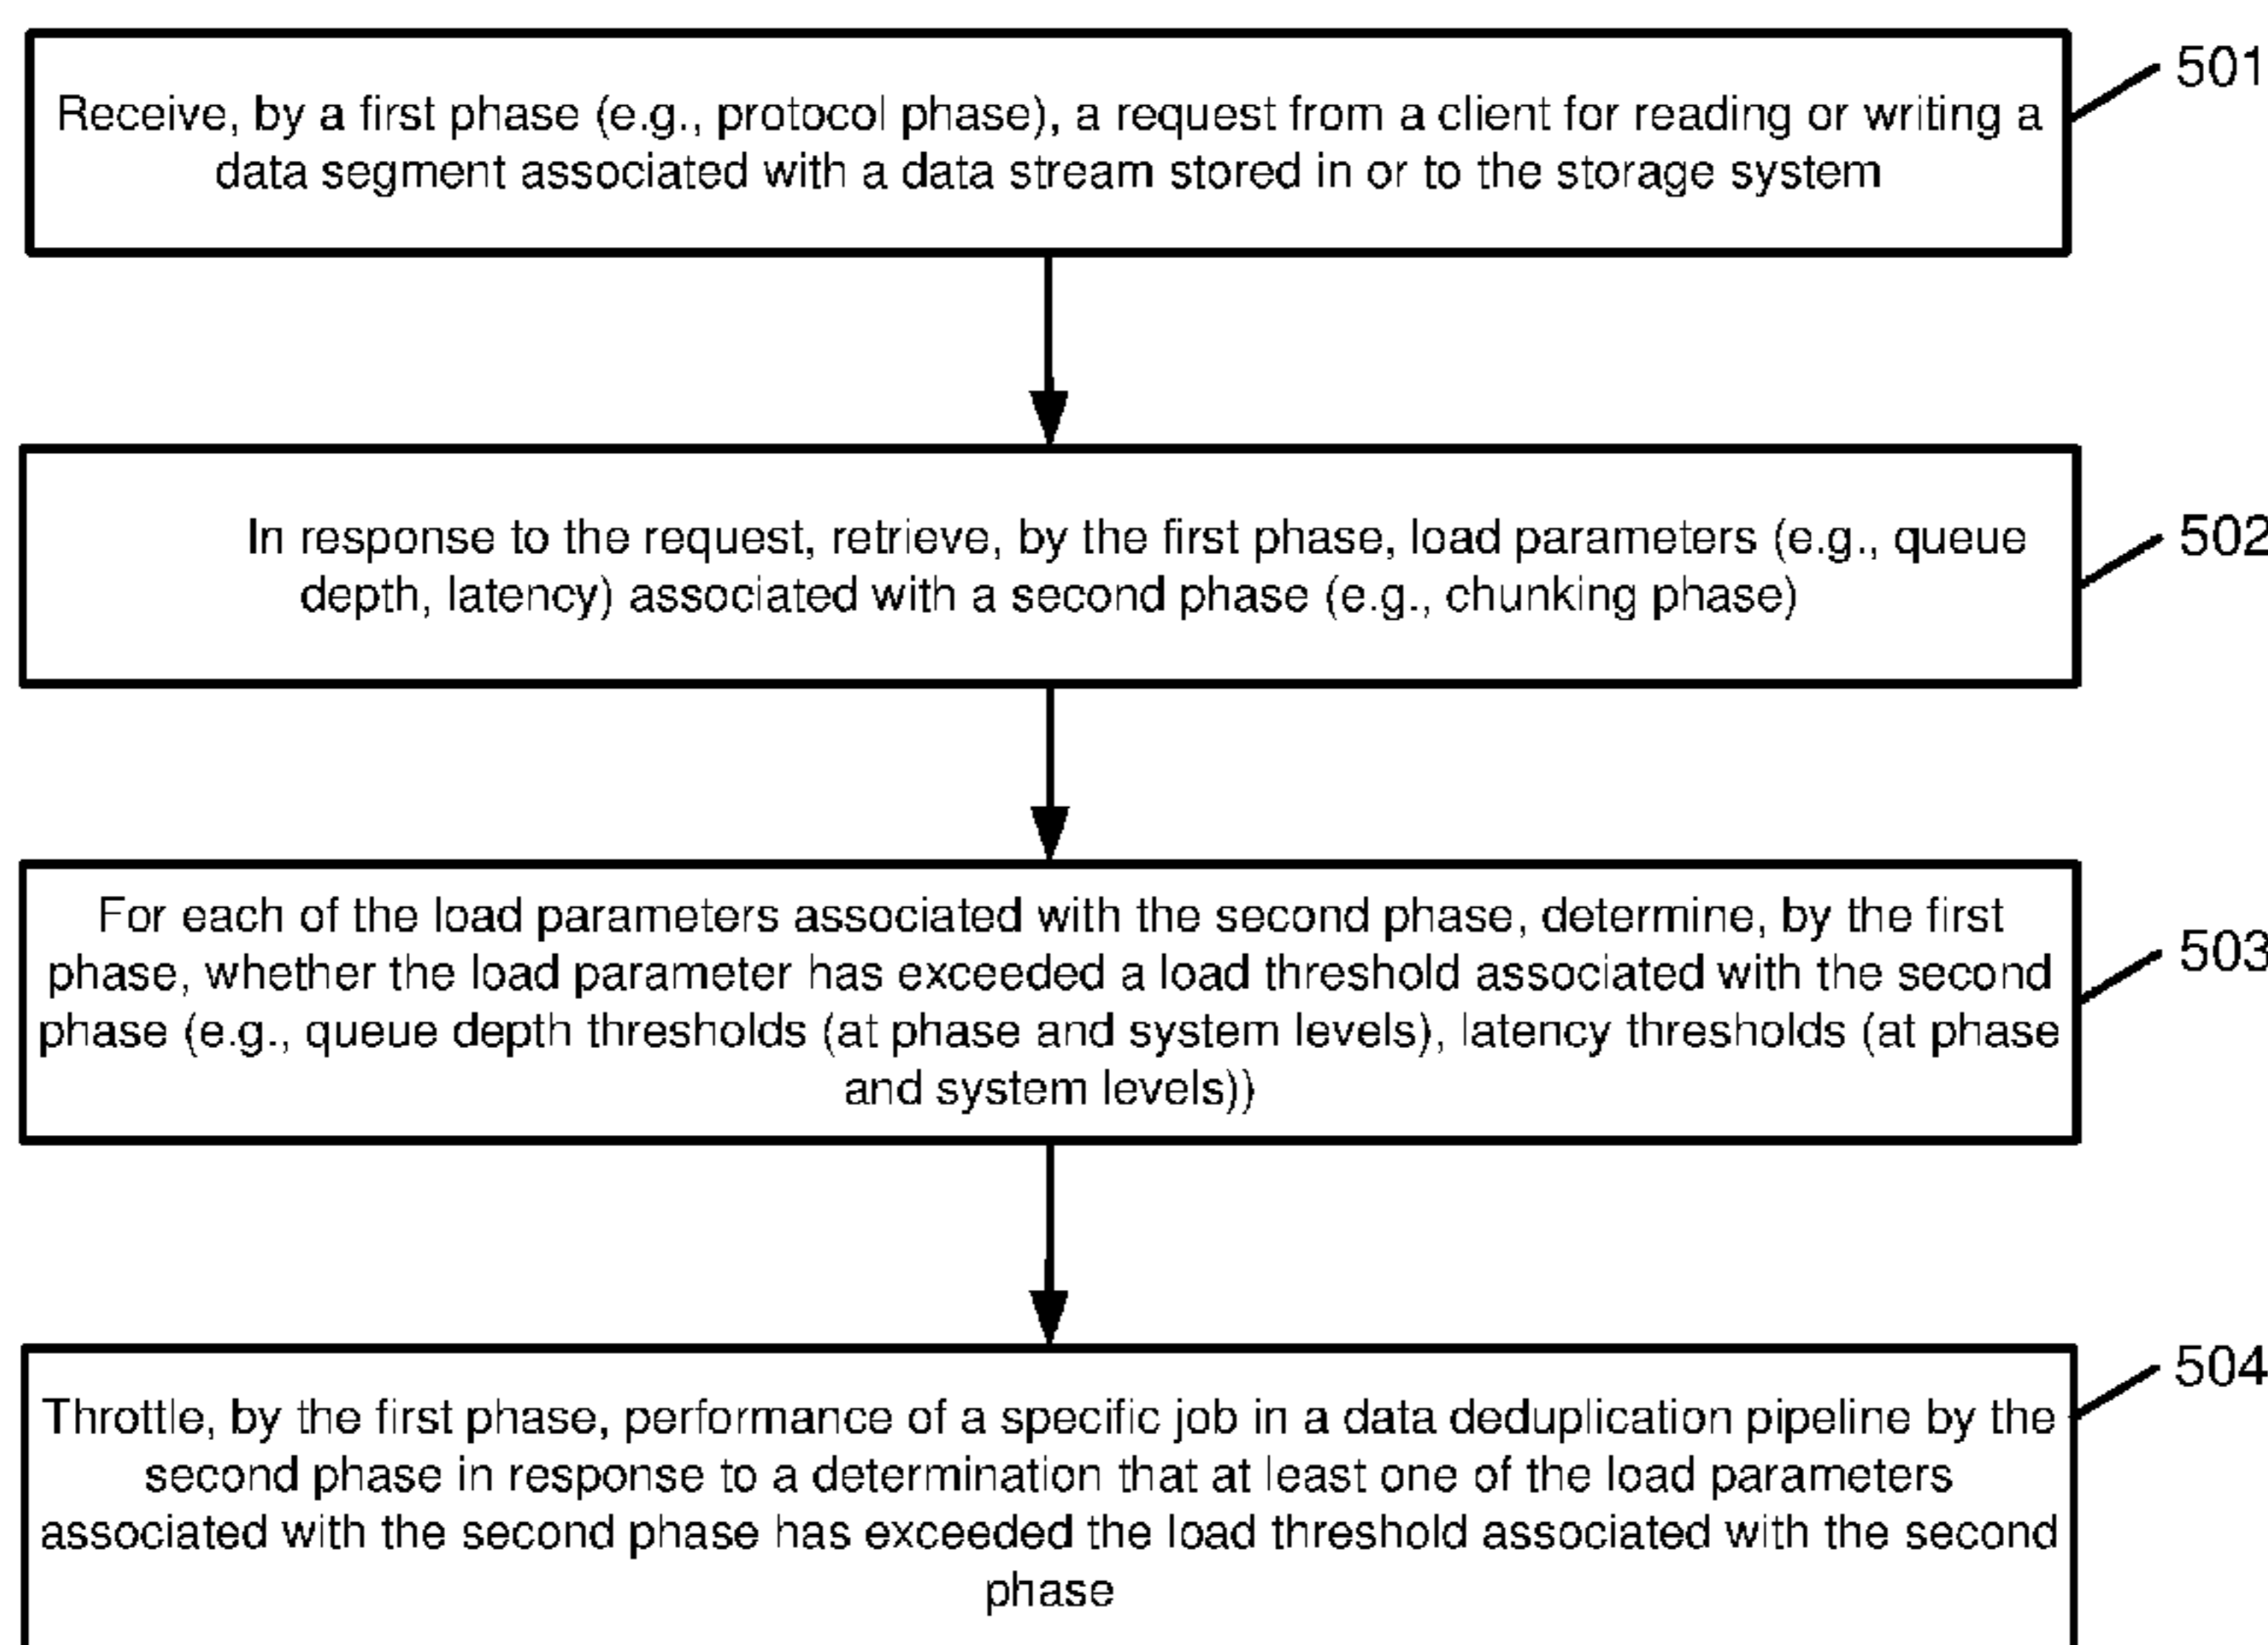 Receive, by a first phase (e.g., protocol phase), a request from a client for reading or writing a
data segment associated with a data stream stored in or to the storage system
501
In response to the request, retrieve, by the first phase, load parameters (e.g., queue
depth, latency) associated with a second phase (e.g., chunking phase)
502
For each of the load parameters associated with the second phase, determine, by the first
phase, whether the load parameter has exceeded a load threshold associated with the second
phase (e.g., queue depth thresholds (at phase and system levels), latency thresholds (at phase
and system levels))
503
Throttle, by the first phase, performance of a specific job in a data deduplication pipeline by the
second phase in response to a determination that at least one of the load parameters
associated with the second phase has exceeded the load threshold associated with the second
phase
504